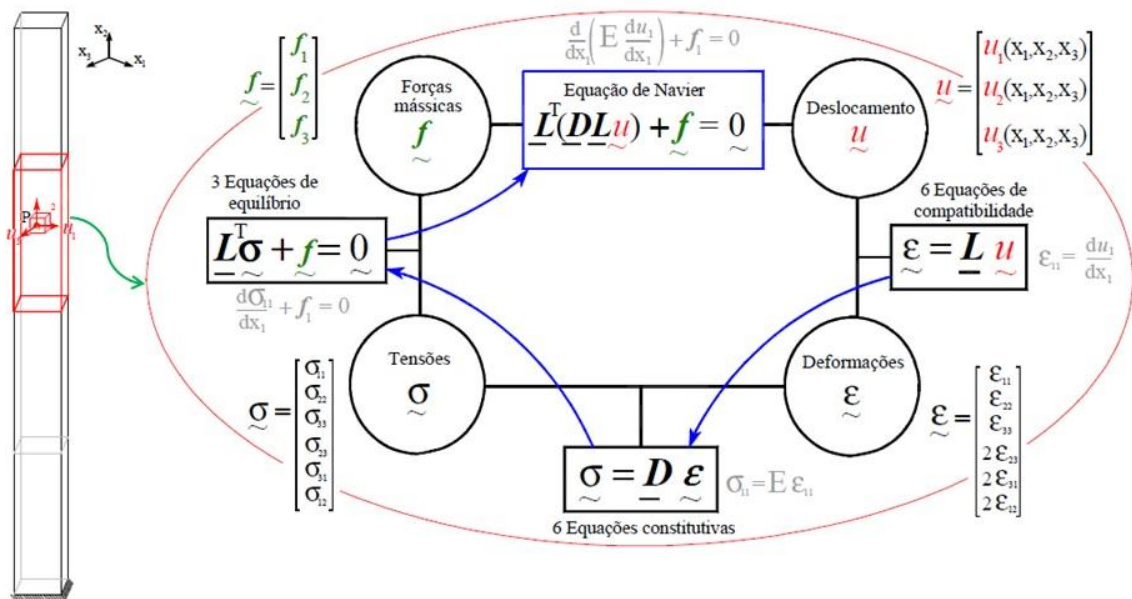 x₂
x₃
x₁
P
2
u₃
u₁
f = [f₁ f₂ f₃]
d/dx₁(E du₁/dx₁) + f₁ = 0
Forças
mássicas
f
Equação de Navier
Lᵀ(DLu) + f = 0
Deslocamento
u
u = [u₁(x₁,x₂,x₃) u₂(x₁,x₂,x₃) u₃(x₁,x₂,x₃)]
3 Equações de
equilíbrio
Lᵀσ + f = 0
dσ₁₁/dx₁ + f₁ = 0
6 Equações de
compatibilidade
ε = L u
ε₁₁ = du₁/dx₁
Tensões
σ
Deformações
ε
σ = [σ₁₁ σ₂₂ σ₃₃ σ₂₃ σ₃₁ σ₁₂]
σ = D ε
σ₁₁ = E ε₁₁
6 Equações constitutivas
ε = [ε₁₁ ε₂₂ ε₃₃ 2ε₂₃ 2ε₃₁ 2ε₁₂]